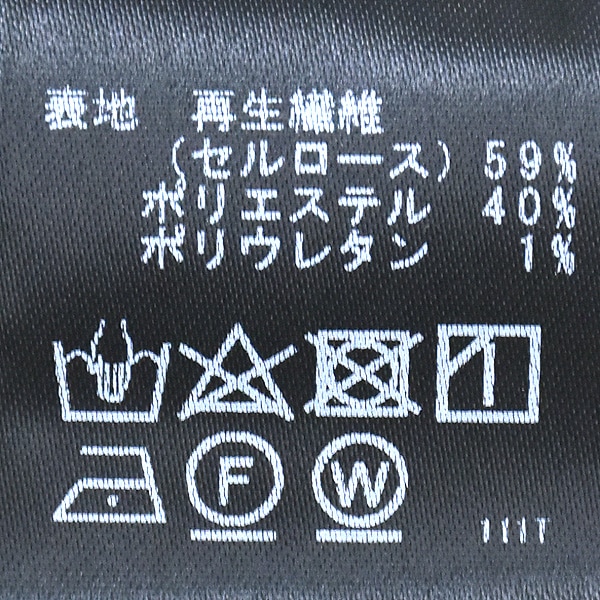 表地　再生繊維
(セルロース) 59%
ポリエステル 40%
ポリウレタン 1%
F W